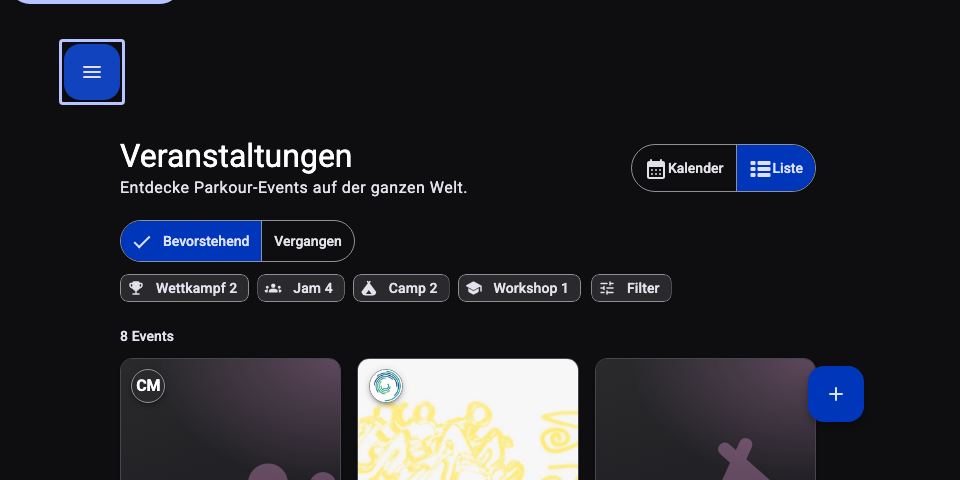 Veranstaltungen
Entdecke Parkour-Events auf der ganzen Welt.
Kalender
Liste
Bevorstehend
Vergangen
Wettkampf 2
Jam 4
Camp 2
Workshop 1
Filter
8 Events
CM